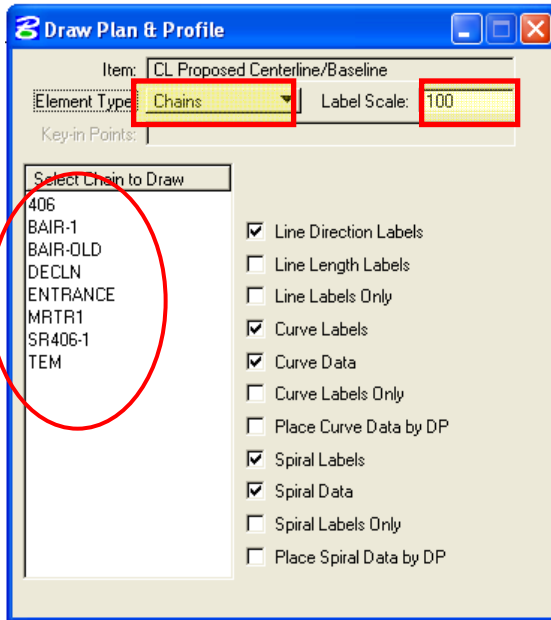 Draw Plan & Profile
Item: CL Proposed Centerline/Baseline
Element Type: Chains Label Scale: 100
Key-in Points:
Select Chain to Draw
406
BAIR-1
BAIR-OLD
DECLN
ENTRANCE
MRTR1
SR406-1
TEM
Line Direction Labels
Line Length Labels
Line Labels Only
Curve Labels
Curve Data
Curve Labels Only
Place Curve Data by DP
Spiral Labels
Spiral Data
Spiral Labels Only
Place Spiral Data by DP